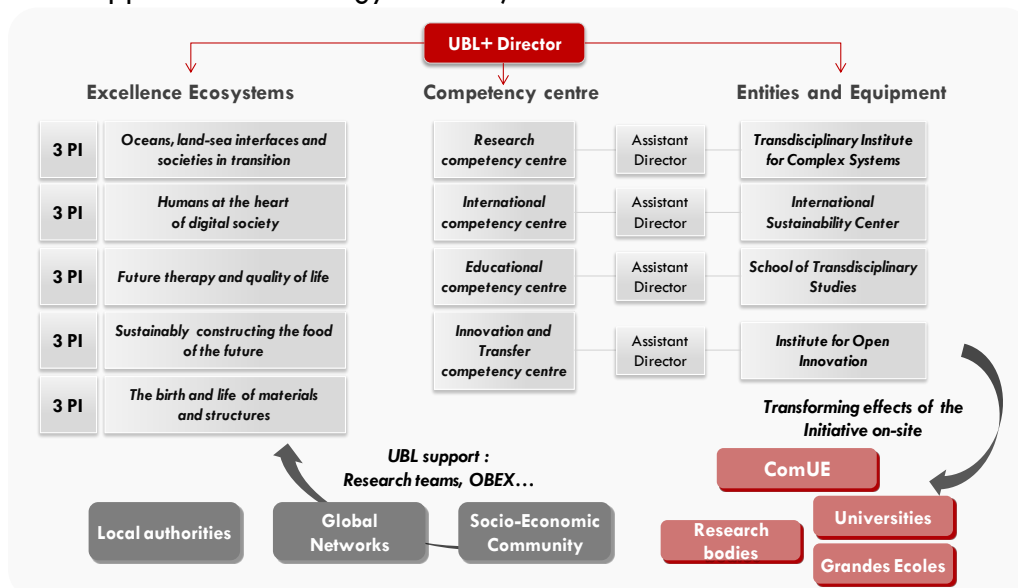 UBL+ Director
Excellence Ecosystems
Competency centre
Entities and Equipment
3 PI
Oceans, land-sea interfaces and
societies in transition
Research
competency centre
Assistant
Director
Transdisciplinary Institute
for Complex Systems
3 PI
Humans at the heart
of digital society
International
competency centre
Assistant
Director
International
Sustainability Center
3 PI
Future therapy and quality of life
Educational
competency centre
Assistant
Director
School of Transdisciplinary
Studies
3 PI
Sustainably constructing the food
of the future
Innovation and
Transfer
competency centre
Assistant
Director
Institute for Open
Innovation
3 PI
The birth and life of materials
and structures
Transforming effects of the
Initiative on-site
UBL support :
Research teams, OBEX…
ComUE
Local authorities
Global
Networks
Socio-Economic
Community
Research
bodies
Universities
Grandes Ecoles